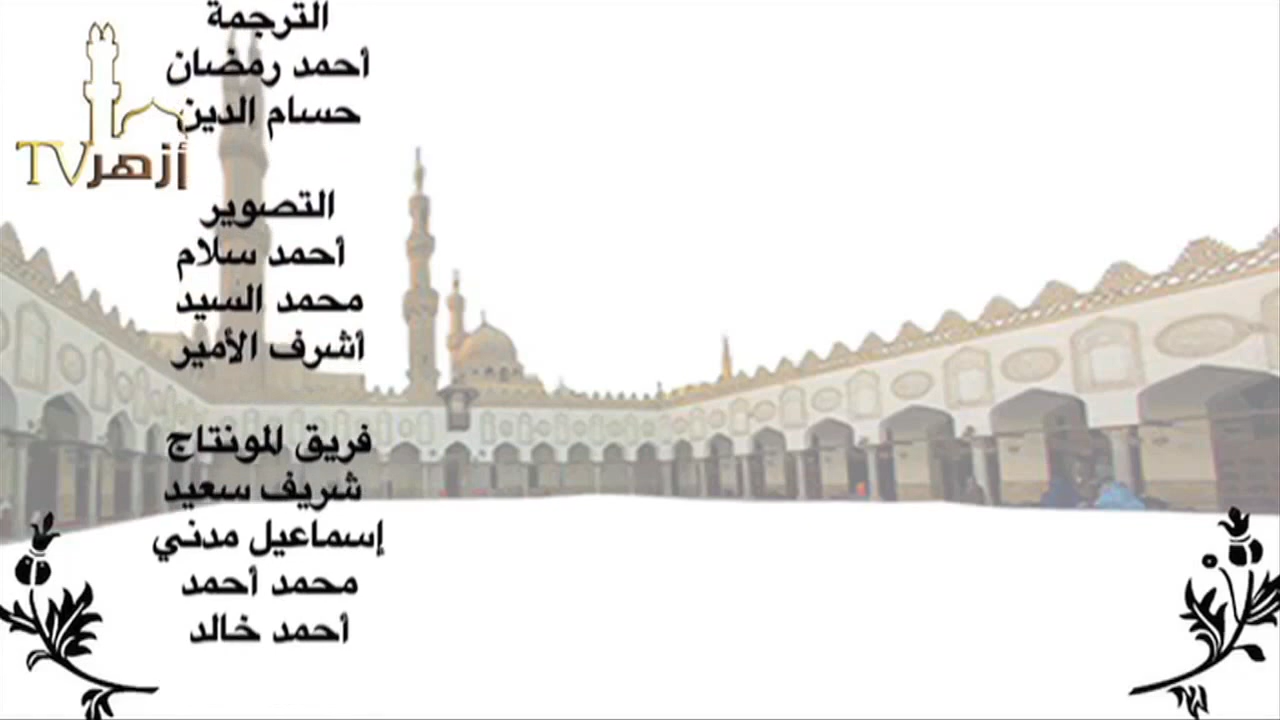 الترجمة
أحمد رمضان
حسام الدين
أزهر TV
التصوير
أحمد سلام
محمد السيد
أشرف الأمير
فريق المونتاج
شريف سعيد
إسماعيل مدني
محمد أحمد
أحمد خالد